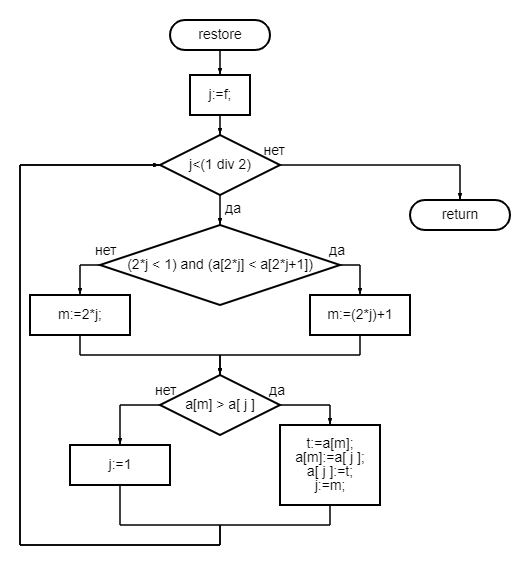 restore
j:=f;
j<(1 div 2)
нет
return
да
нет
(2*j < 1) and (a[2*j] < a[2*j+1])
да
m:=2*j;
m:=(2*j)+1
нет
a[m] > a[ j ]
да
j:=1
t:=a[m];
a[m]:=a[ j ];
a[ j ]:=t;
j:=m;